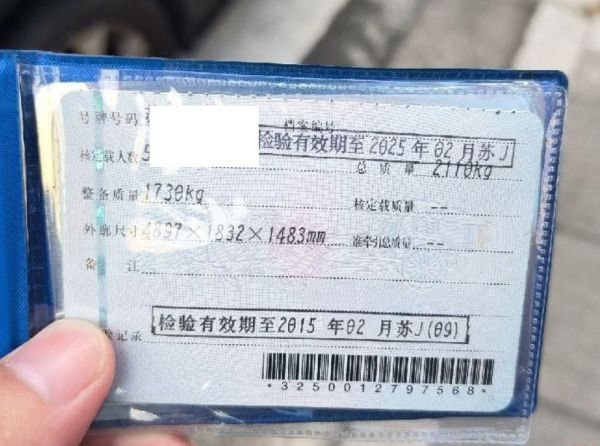 号牌号码 档案编号
检验有效期至2025年02月苏J
核定载人数 5 总质量 2110kg
整备质量 1730kg 核定载质量 --
外廓尺寸 4897×1832×1483mm 准牵引总质量 --
备注
检验有效期至2015年02月苏J(09)
验记录
*3250012797568*